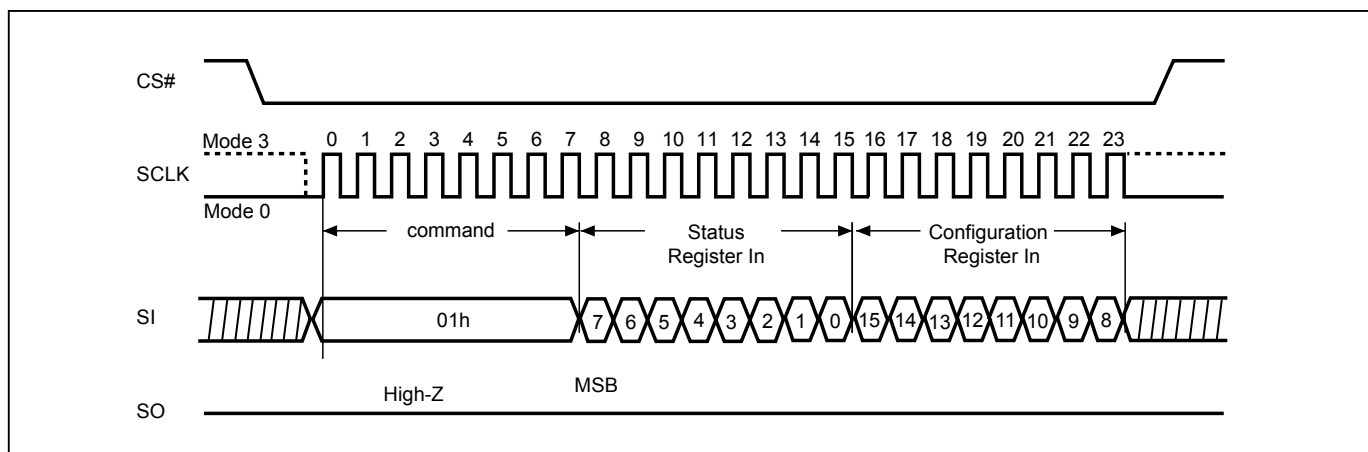 CS#
Mode 3
0 1 2 3 4 5 6 7 8 9 10 11 12 13 14 15 16 17 18 19 20 21 22 23
SCLK
Mode 0
command
Status
Register In
Configuration
Register In
SI
01h
7 6 5 4 3 2 1 0 15 14 13 12 11 10 9 8
High-Z
MSB
SO